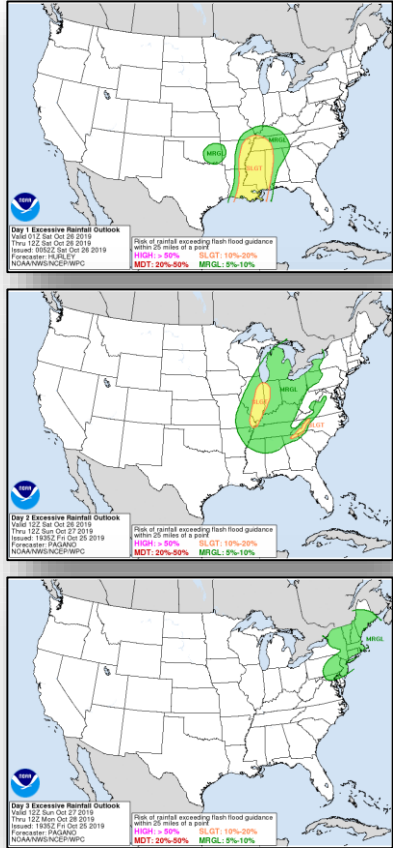 MRGL
MRGL
SLGT
NOAA
Day 1 Excessive Rainfall Outlook
Valid 01Z Sat Oct 26 2019
Thru 12Z Sat Oct 26 2019
Issued: 0052Z Sat Oct 26 2019
Forecaster: HURLEY
NOAA/NWS/NCEP/WPC
Risk of rainfall exceeding flash flood guidance
within 25 miles of a point
HIGH: > 50% SLGT: 10%-20%
MDT: 20%-50% MRGL: 5%-10%
MRGL
SLGT
SLGT
NOAA
Day 2 Excessive Rainfall Outlook
Valid 12Z Sat Oct 26 2019
Thru 12Z Sun Oct 27 2019
Issued: 1935Z Fri Oct 25 2019
Forecaster: PAGANO
NOAA/NWS/NCEP/WPC
Risk of rainfall exceeding flash flood guidance
within 25 miles of a point
HIGH: > 50% SLGT: 10%-20%
MDT: 20%-50% MRGL: 5%-10%
MRGL
NOAA
Day 3 Excessive Rainfall Outlook
Valid 12Z Sun Oct 27 2019
Thru 12Z Mon Oct 28 2019
Issued: 1935Z Fri Oct 25 2019
Forecaster: PAGANO
NOAA/NWS/NCEP/WPC
Risk of rainfall exceeding flash flood guidance
within 25 miles of a point
HIGH: > 50% SLGT: 10%-20%
MDT: 20%-50% MRGL: 5%-10%